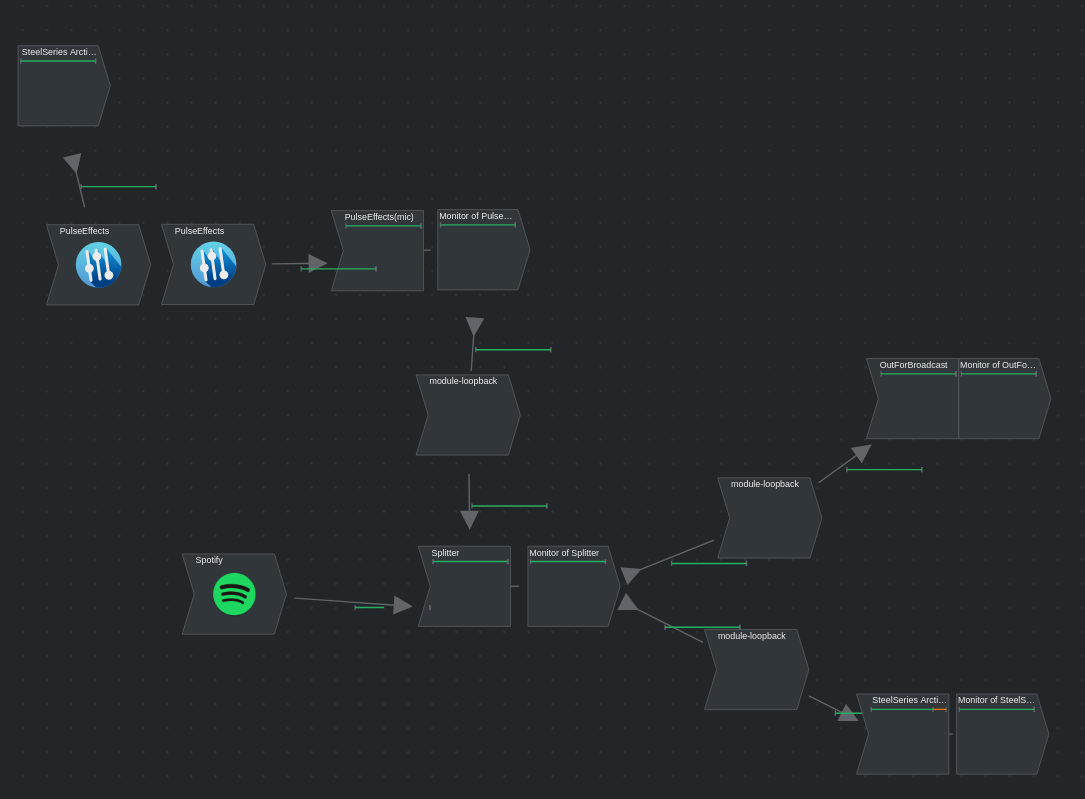 SteelSeries Arcti…
PulseEffects
PulseEffects
PulseEffects(mic)
Monitor of Pulse…
module-loopback
OutForBroadcast
Monitor of OutFo…
module-loopback
Spotify
Splitter
Monitor of Splitter
module-loopback
SteelSeries Arcti…
Monitor of SteelS…